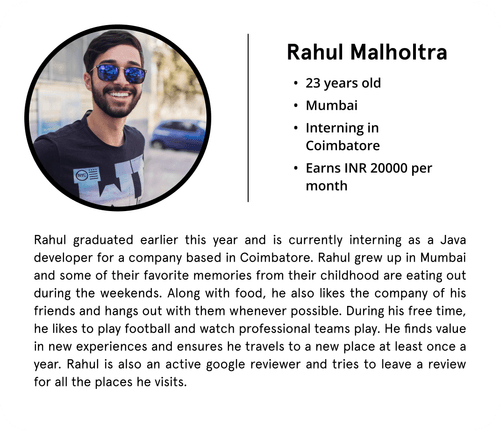 Rahul Malholtra
• 23 years old
• Mumbai
• Interning in
Coimbatore
• Earns INR 20000 per
month
Rahul graduated earlier this year and is currently interning as a Java
developer for a company based in Coimbatore. Rahul grew up in Mumbai
and some of their favorite memories from their childhood are eating out
during the weekends. Along with food, he also likes the company of his
friends and hangs out with them whenever possible. During his free time,
he likes to play football and watch professional teams play. He finds value
in new experiences and ensures he travels to a new place at least once a
year. Rahul is also an active google reviewer and tries to leave a review
for all the places he visits.